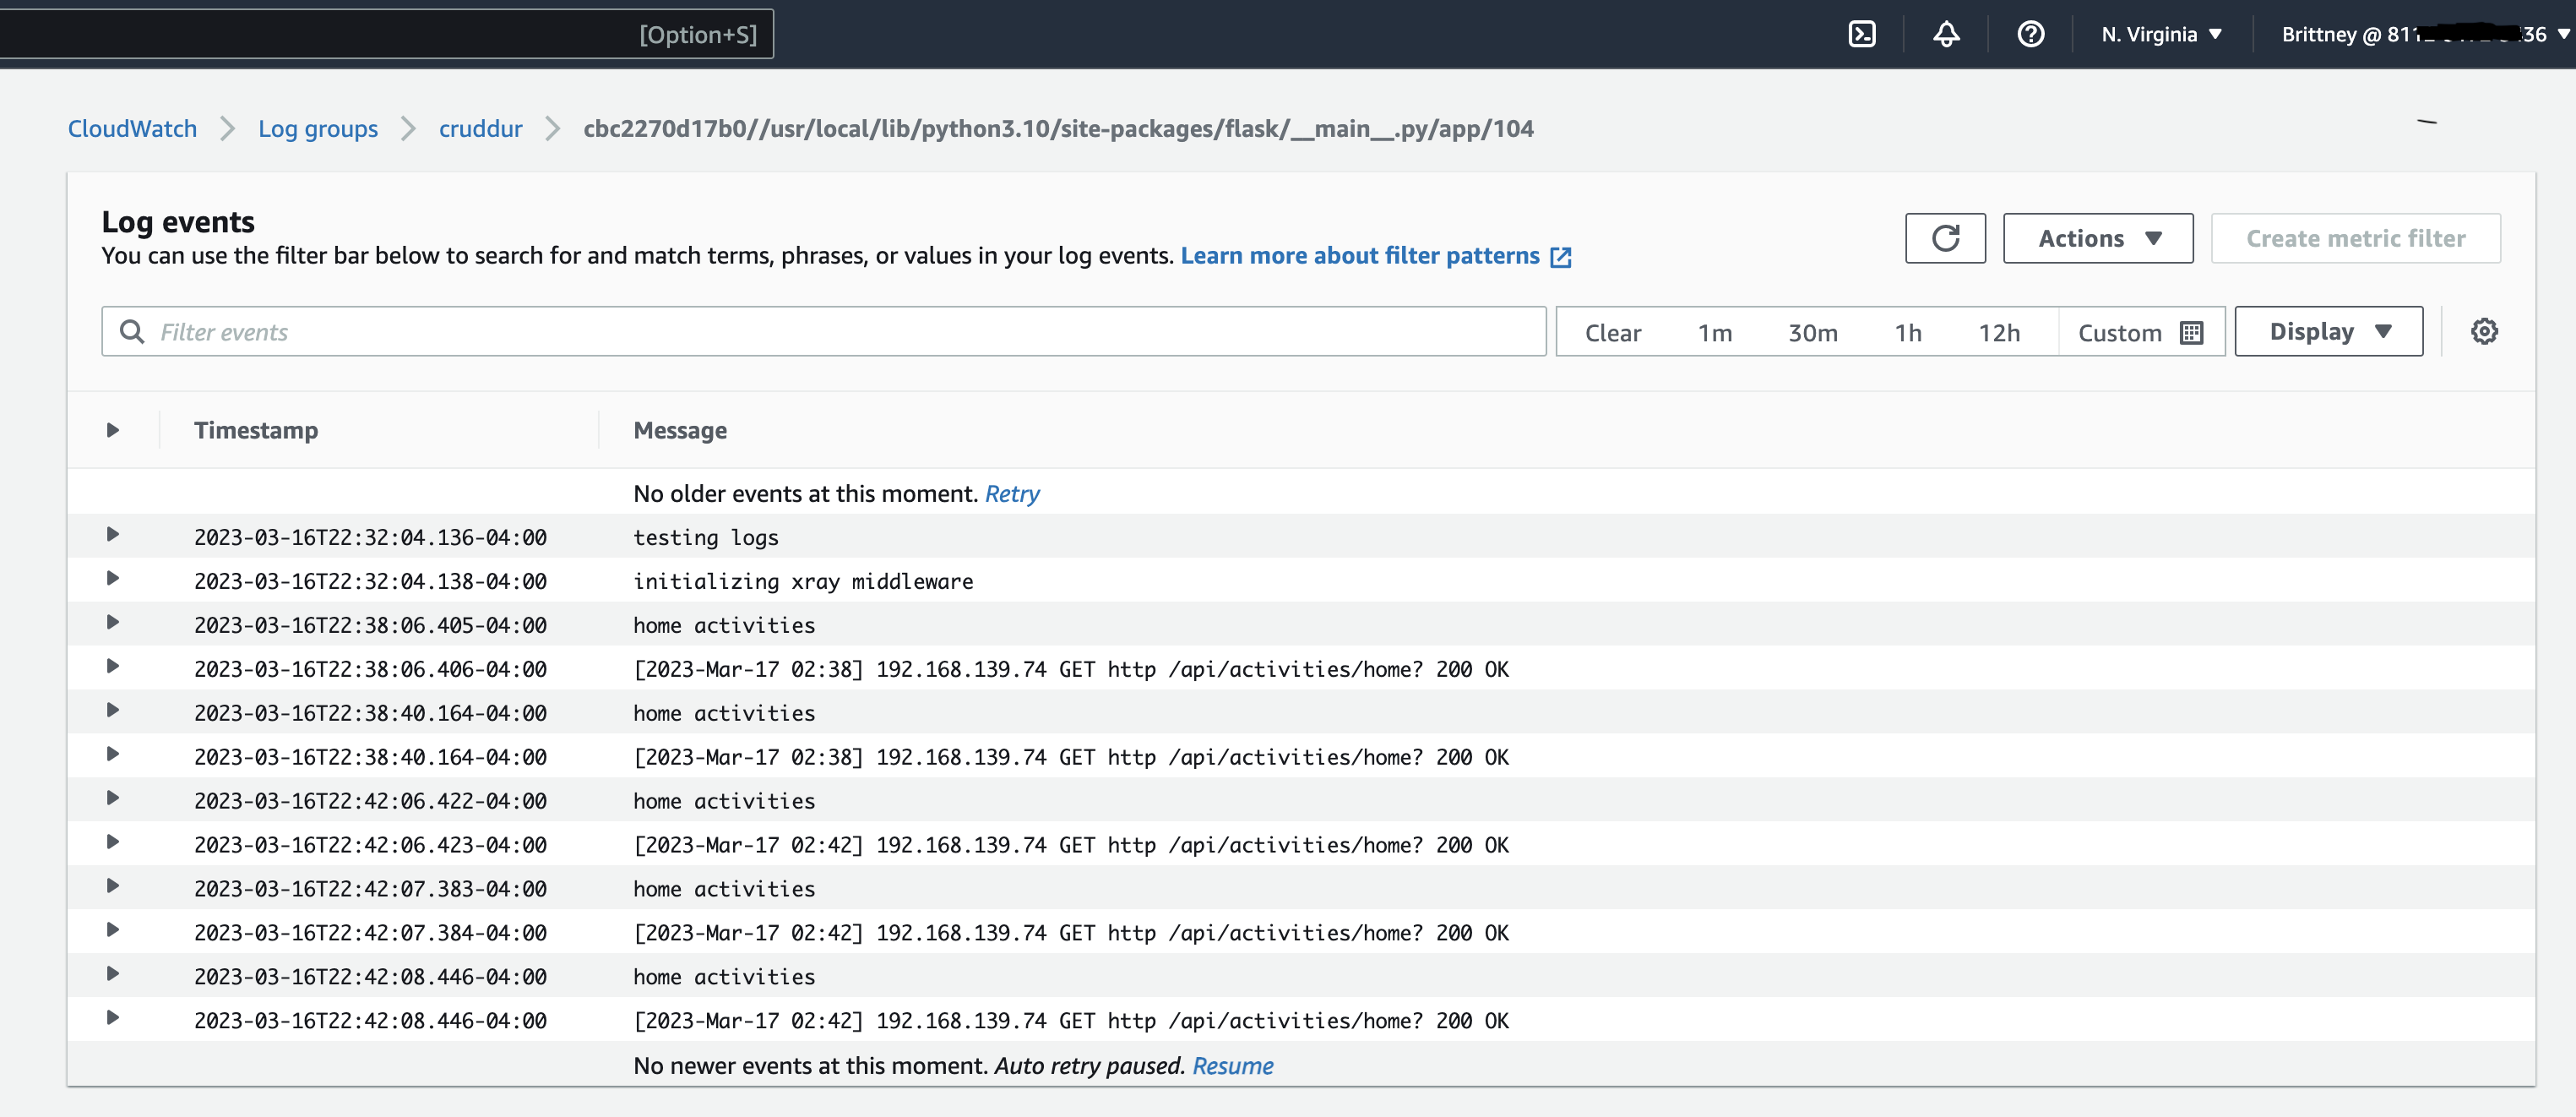 [Option+S] N. Virginia Brittney @ 811 36
CloudWatch Log groups cruddur cbc2270d17b0//usr/local/lib/python3.10/site-packages/flask/__main__.py/app/104
Log events
You can use the filter bar below to search for and match terms, phrases, or values in your log events. Learn more about filter patterns
Actions Create metric filter
Filter events Clear 1m 30m 1h 12h Custom Display
Timestamp Message
No older events at this moment. Retry
2023-03-16T22:32:04.136-04:00 testing logs
2023-03-16T22:32:04.138-04:00 initializing xray middleware
2023-03-16T22:38:06.405-04:00 home activities
2023-03-16T22:38:06.406-04:00 [2023-Mar-17 02:38] 192.168.139.74 GET http /api/activities/home? 200 OK
2023-03-16T22:38:40.164-04:00 home activities
2023-03-16T22:38:40.164-04:00 [2023-Mar-17 02:38] 192.168.139.74 GET http /api/activities/home? 200 OK
2023-03-16T22:42:06.422-04:00 home activities
2023-03-16T22:42:06.423-04:00 [2023-Mar-17 02:42] 192.168.139.74 GET http /api/activities/home? 200 OK
2023-03-16T22:42:07.383-04:00 home activities
2023-03-16T22:42:07.384-04:00 [2023-Mar-17 02:42] 192.168.139.74 GET http /api/activities/home? 200 OK
2023-03-16T22:42:08.446-04:00 home activities
2023-03-16T22:42:08.446-04:00 [2023-Mar-17 02:42] 192.168.139.74 GET http /api/activities/home? 200 OK
No newer events at this moment. Auto retry paused. Resume